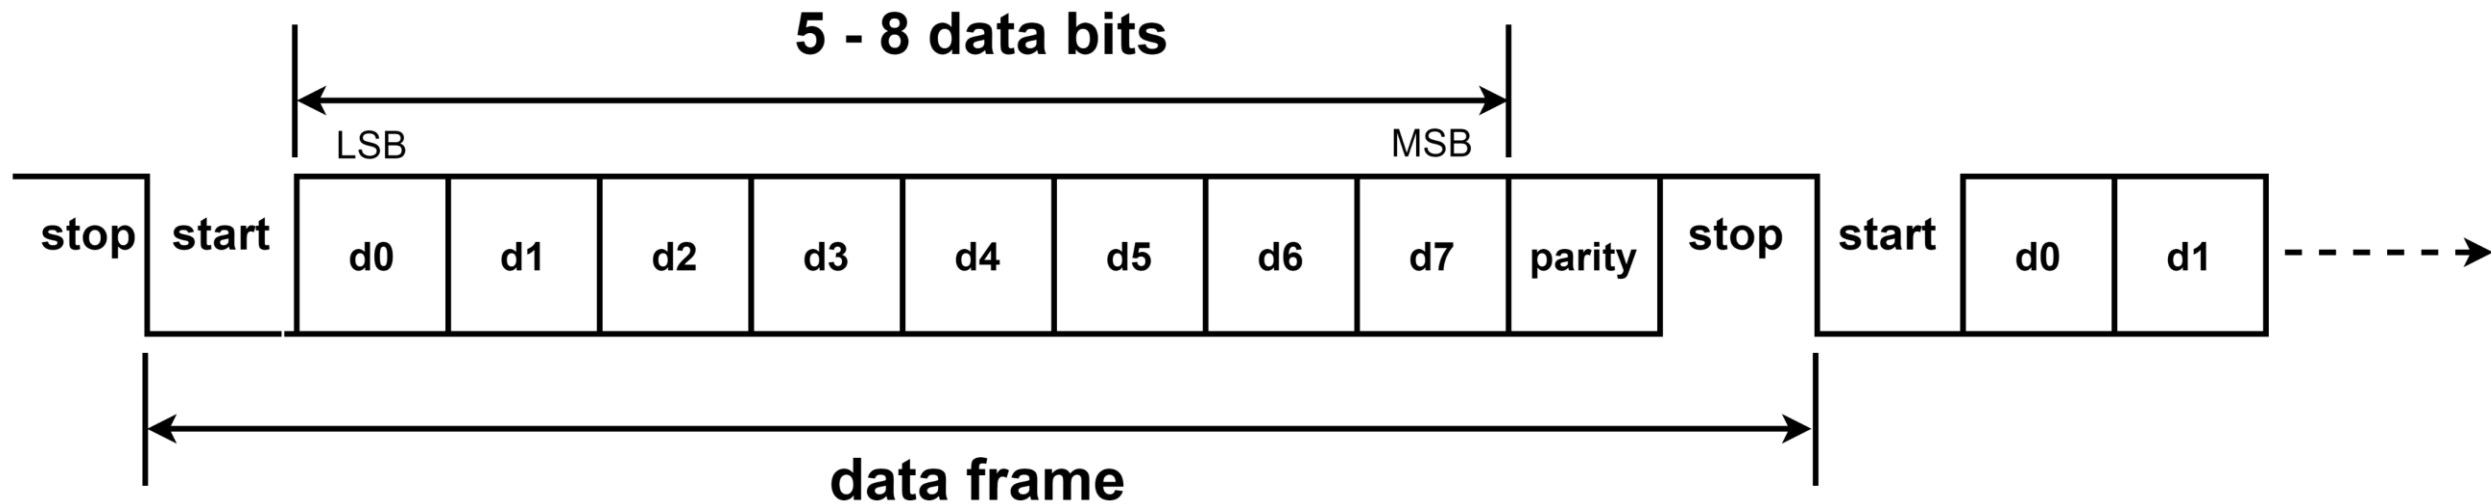 5 - 8 data bits
LSB MSB
stop start d0 d1 d2 d3 d4 d5 d6 d7 parity stop start d0 d1
data frame